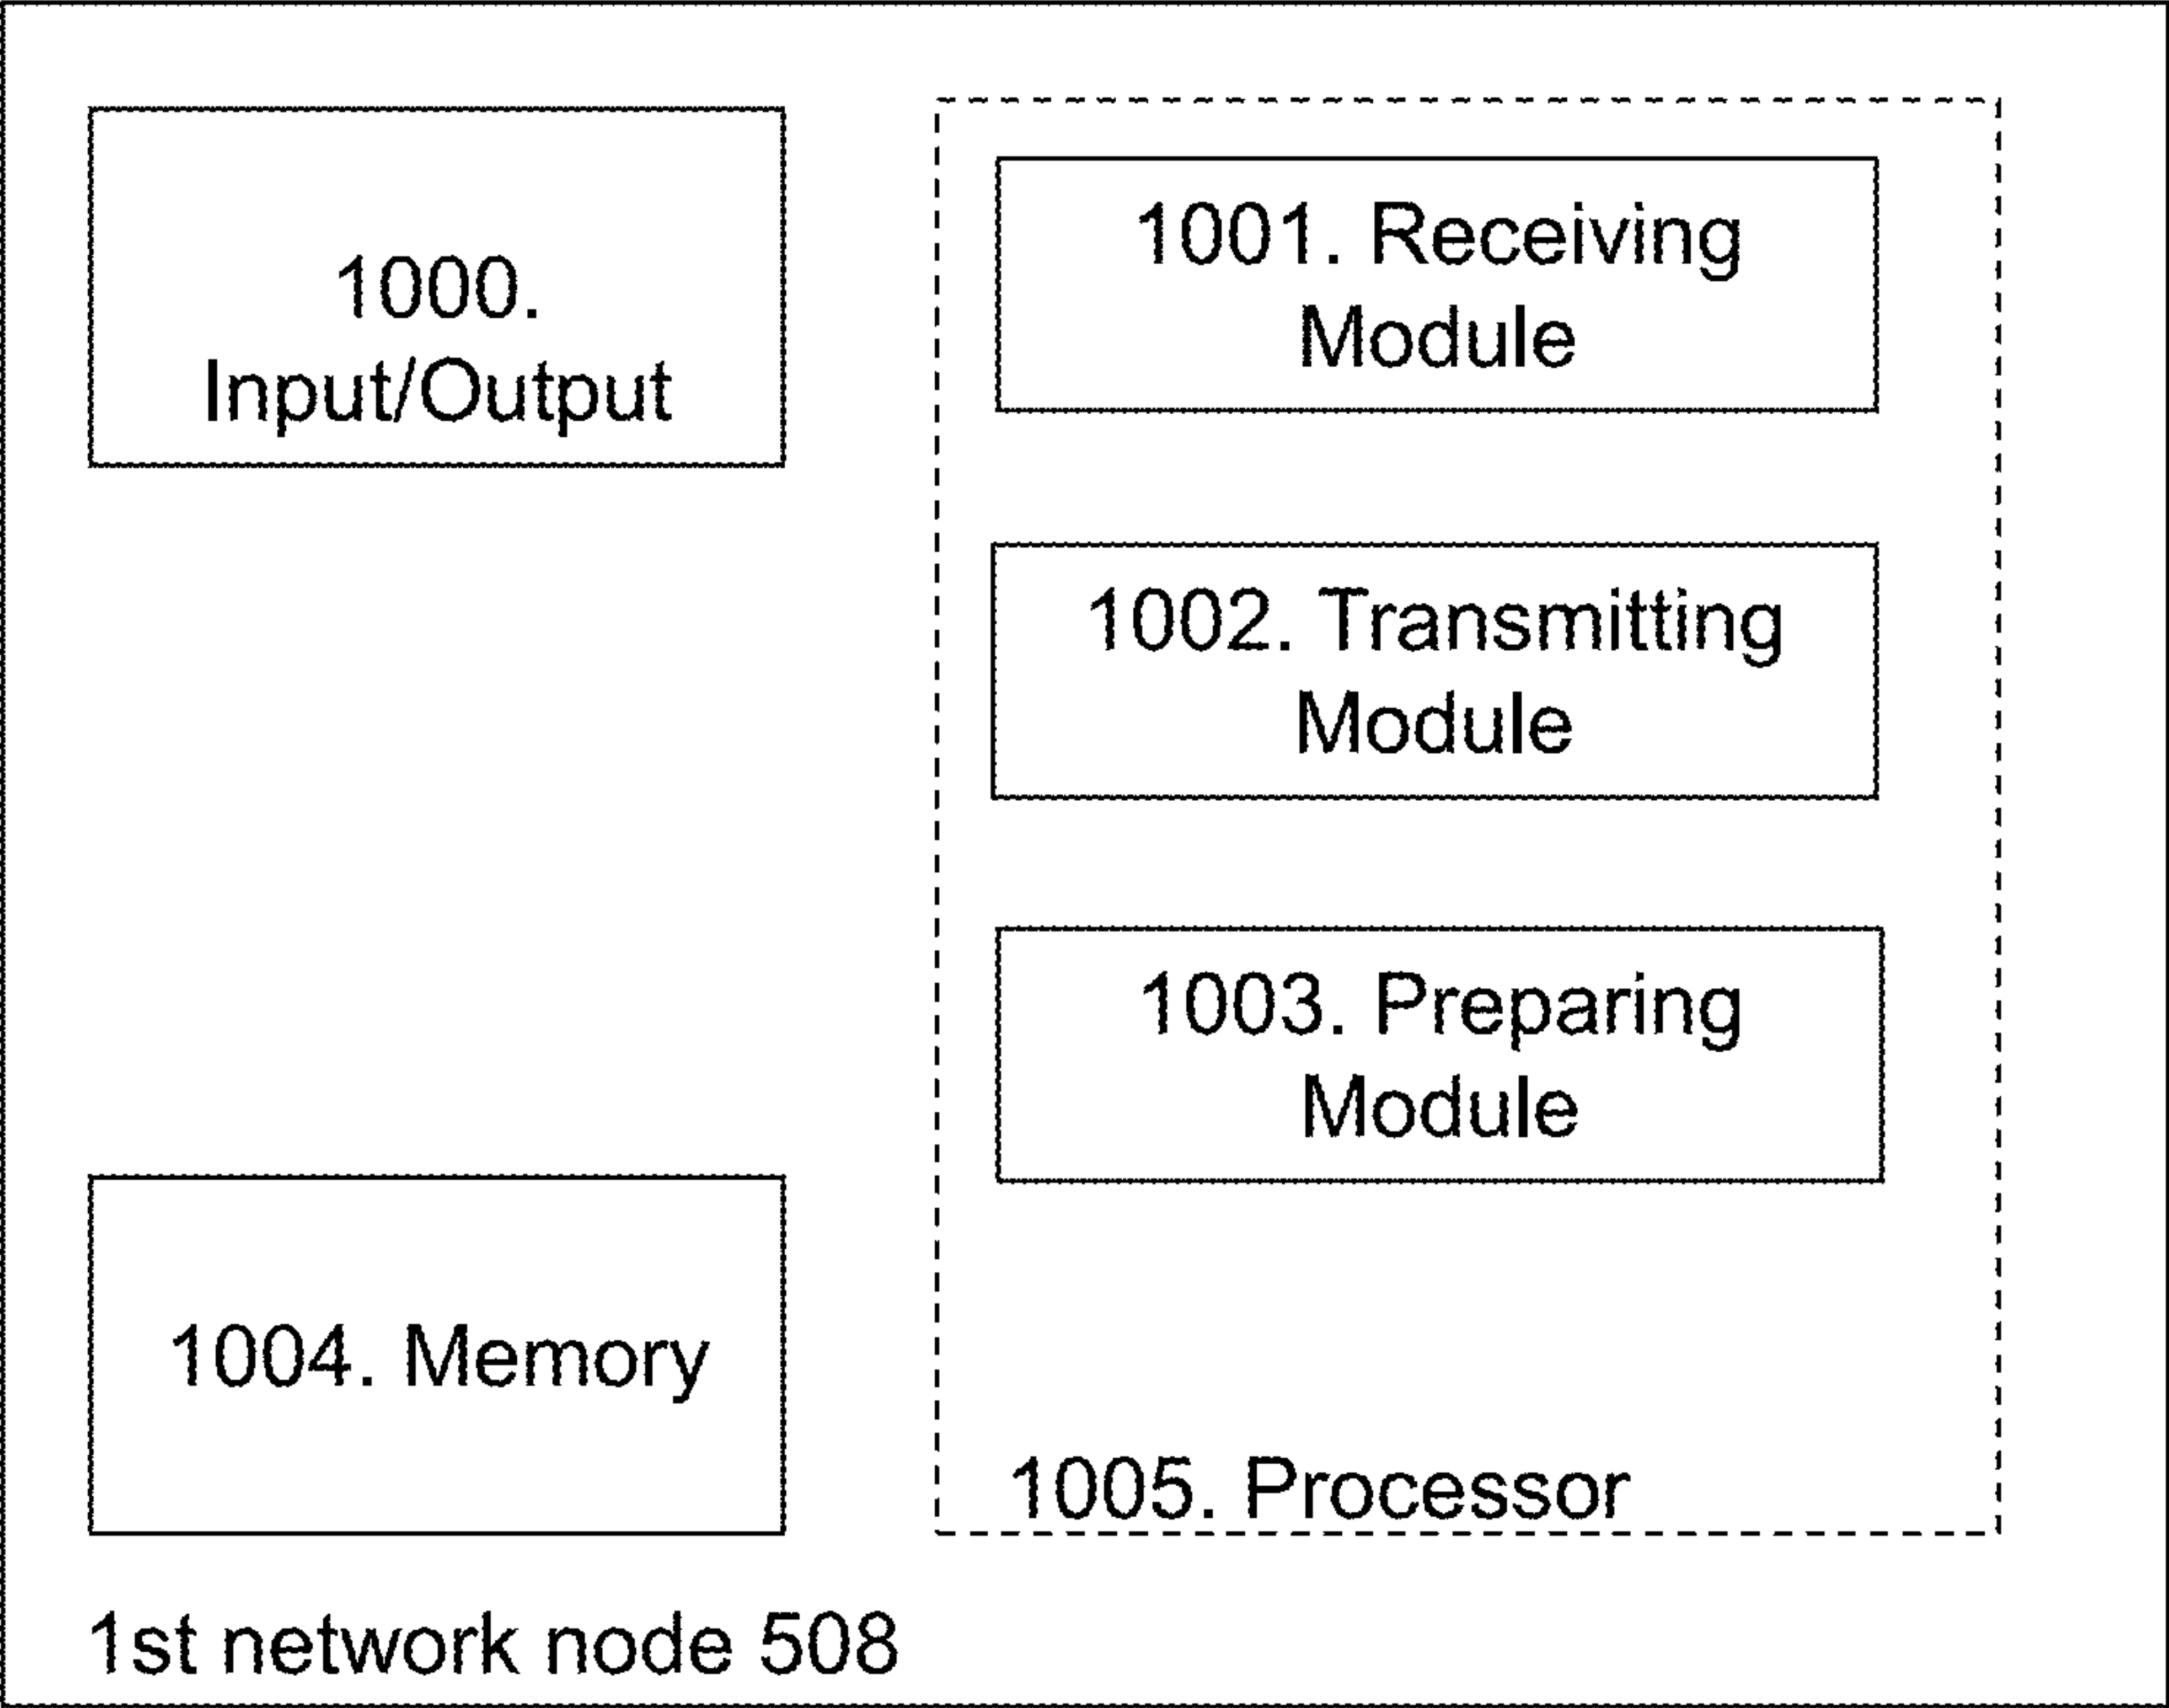 1000.
Input/Output
1001. Receiving
Module
1002. Transmitting
Module
1003. Preparing
Module
1004. Memory
1005. Processor
1st network node 508